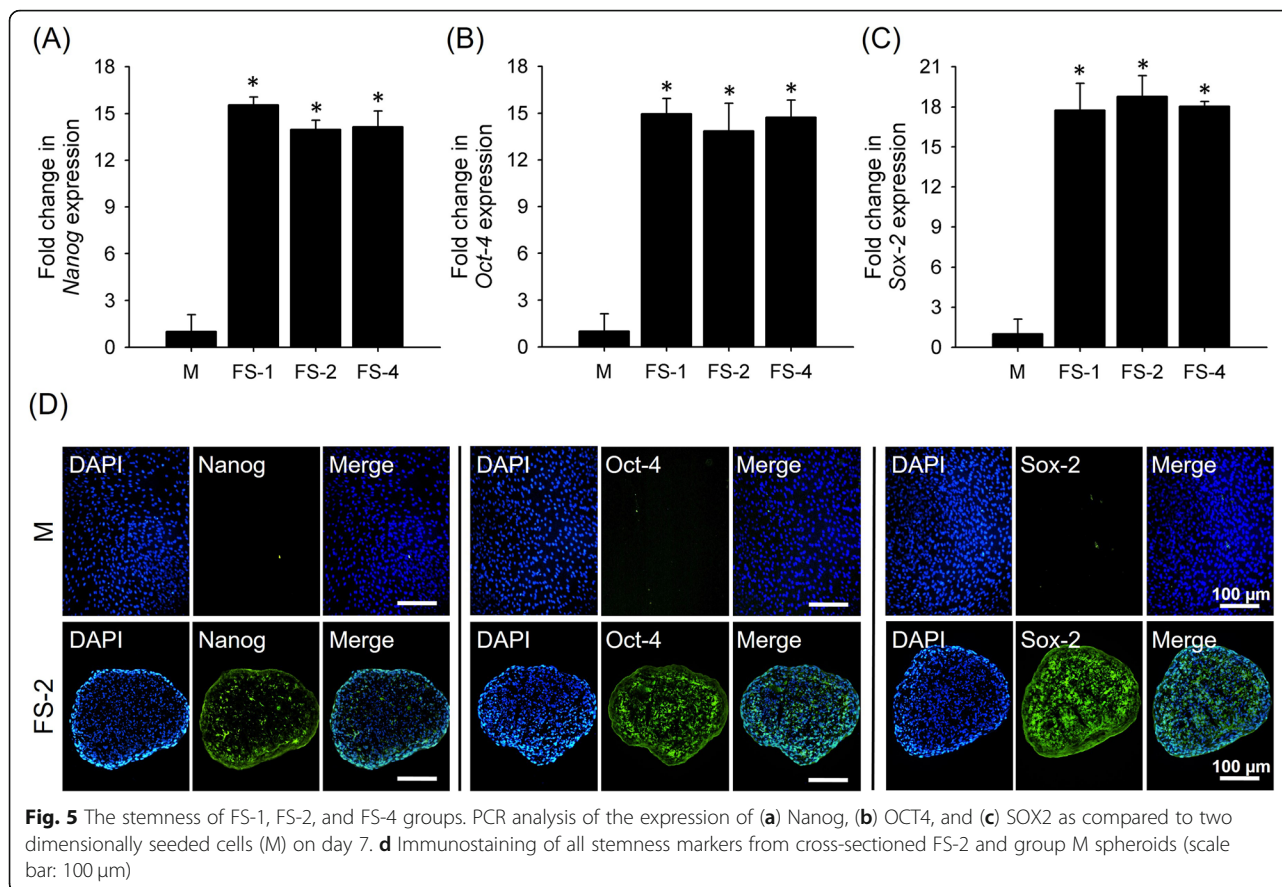 (A)
(B)
(C)
Fold change in
Nanog expression
18
15
12
9
6
3
0
*
*
*
M FS-1 FS-2 FS-4
Fold change in
Oct-4 expression
18
15
12
9
6
3
0
*
*
*
M FS-1 FS-2 FS-4
Fold change in
Sox-2 expression
21
18
15
12
9
6
3
0
*
*
*
M FS-1 FS-2 FS-4
(D)
M
DAPI Nanog Merge DAPI Oct-4 Merge DAPI Sox-2 Merge
100 µm
FS-2
DAPI Nanog Merge DAPI Oct-4 Merge DAPI Sox-2 Merge
100 µm
Fig. 5 The stemness of FS-1, FS-2, and FS-4 groups. PCR analysis of the expression of (a) Nanog, (b) OCT4, and (c) SOX2 as compared to two
dimensionally seeded cells (M) on day 7. d Immunostaining of all stemness markers from cross-sectioned FS-2 and group M spheroids (scale
bar: 100 µm)